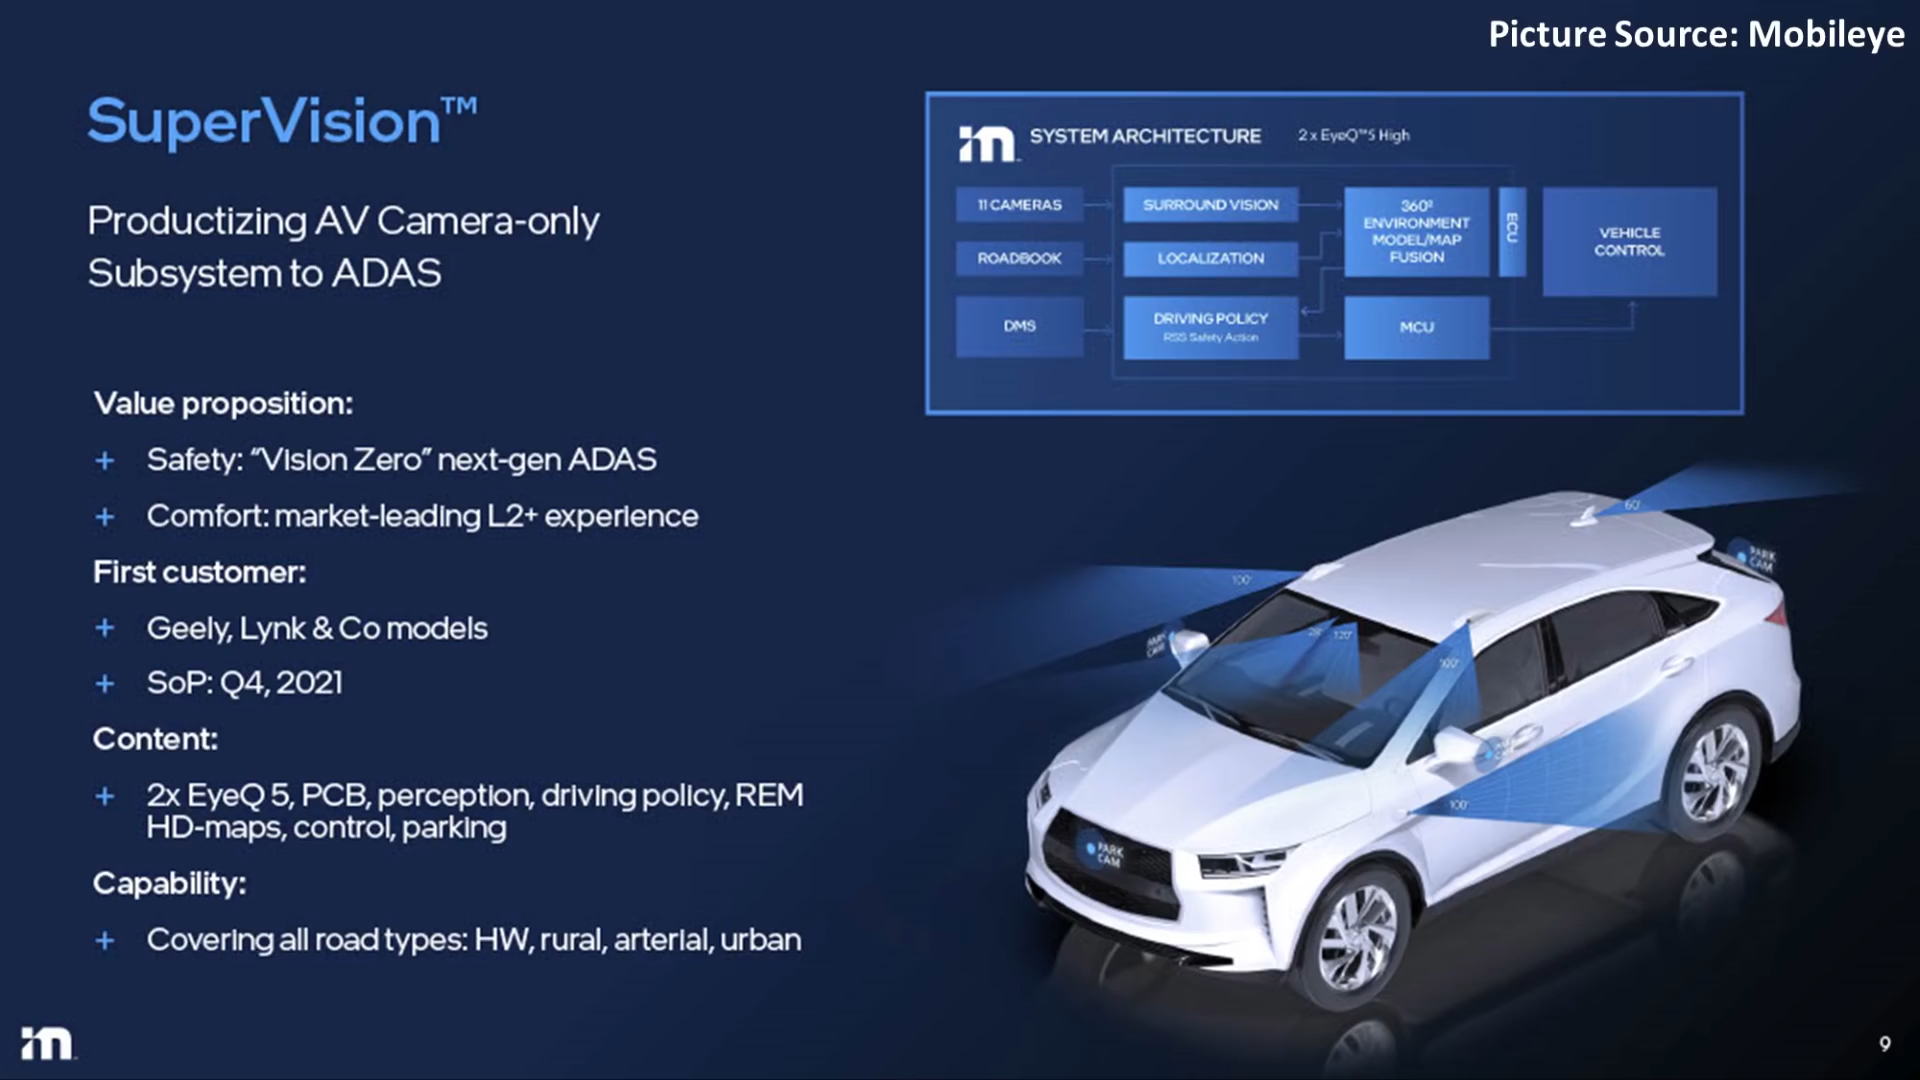 Picture Source: Mobileye
SuperVision™
Productizing AV Camera-only
Subsystem to ADAS
Value proposition:
+ Safety: “Vision Zero” next-gen ADAS
+ Comfort: market-leading L2+ experience
First customer:
+ Geely, Lynk & Co models
+ SoP: Q4, 2021
Content:
+ 2x EyeQ 5, PCB, perception, driving policy, REM
HD-maps, control, parking
Capability:
+ Covering all road types: HW, rural, arterial, urban
SYSTEM ARCHITECTURE
2 x EyeQ™5 High
11 CAMERAS
SURROUND VISION
360º
ENVIRONMENT
MODEL/MAP
FUSION
ECU
VEHICLE
CONTROL
ROADBOOK
LOCALIZATION
DMS
DRIVING POLICY
RSS Safety Action
MCU
60°
PARK
CAM
100°
120°
100°
100°
PARK
CAM
9